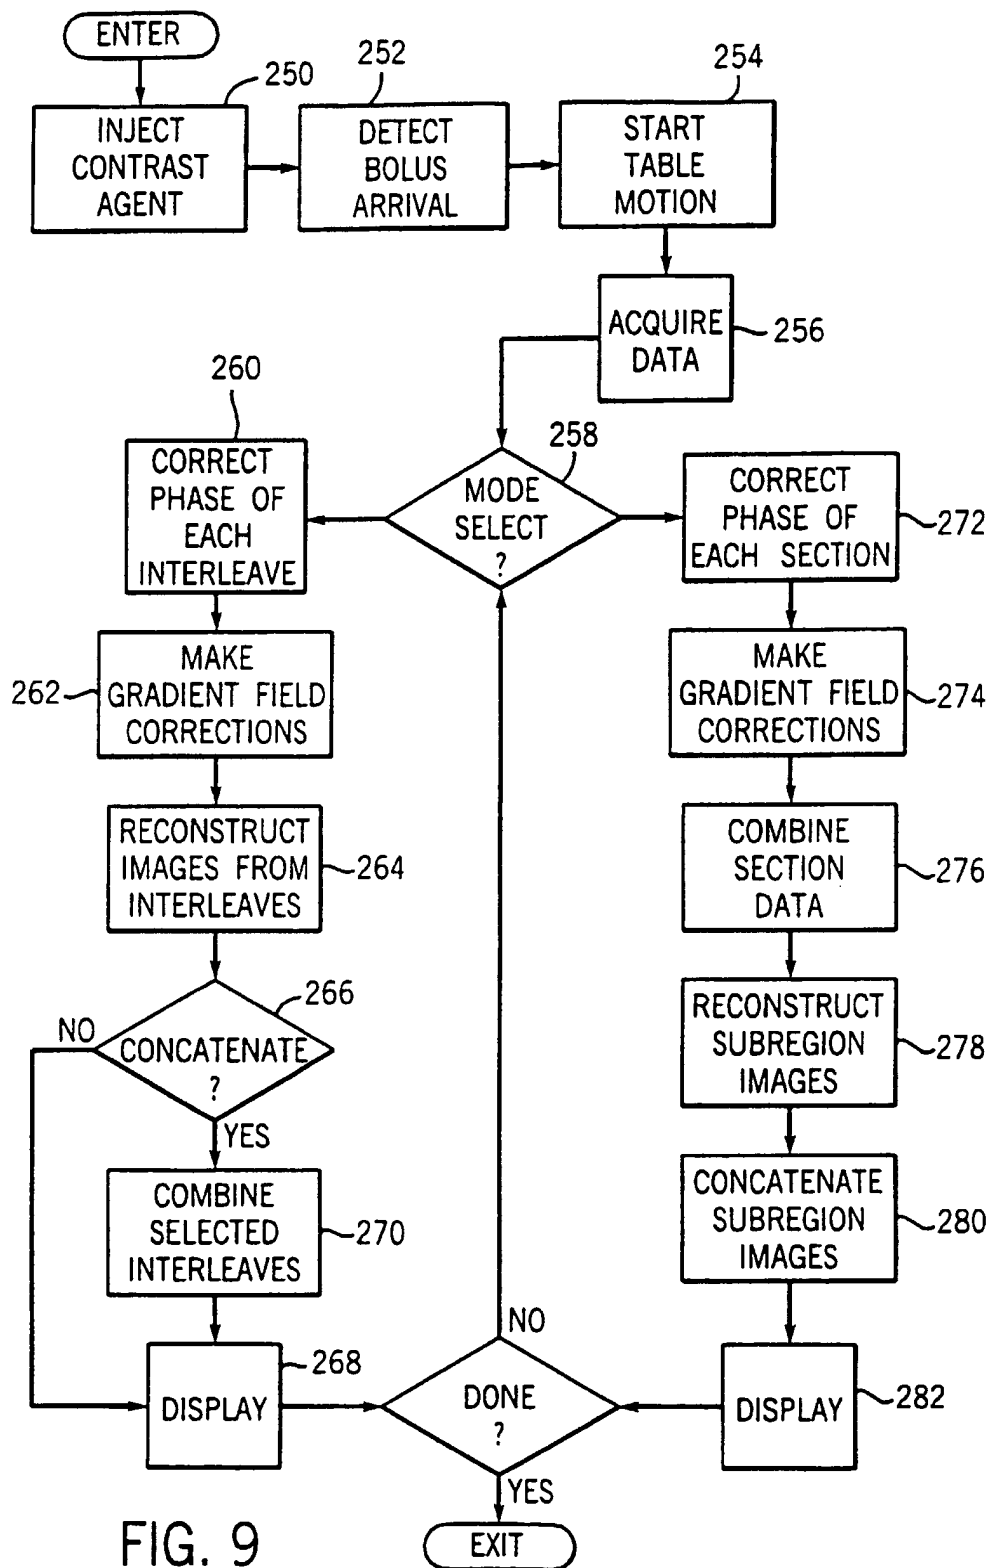 ENTER
250
INJECT
CONTRAST
AGENT
252
DETECT
BOLUS
ARRIVAL
254
START
TABLE
MOTION
ACQUIRE
DATA
256
258
MODE
SELECT
?
260
CORRECT
PHASE OF
EACH
INTERLEAVE
262
MAKE
GRADIENT FIELD
CORRECTIONS
RECONSTRUCT
IMAGES FROM
INTERLEAVES
264
266
CONCATENATE
?
NO
YES
COMBINE
SELECTED
INTERLEAVES
270
268
DISPLAY
CORRECT
PHASE OF
EACH SECTION
272
MAKE
GRADIENT FIELD
CORRECTIONS
274
COMBINE
SECTION
DATA
276
RECONSTRUCT
SUBREGION
IMAGES
278
CONCATENATE
SUBREGION
IMAGES
280
DISPLAY
282
NO
DONE
?
YES
EXIT
FIG. 9